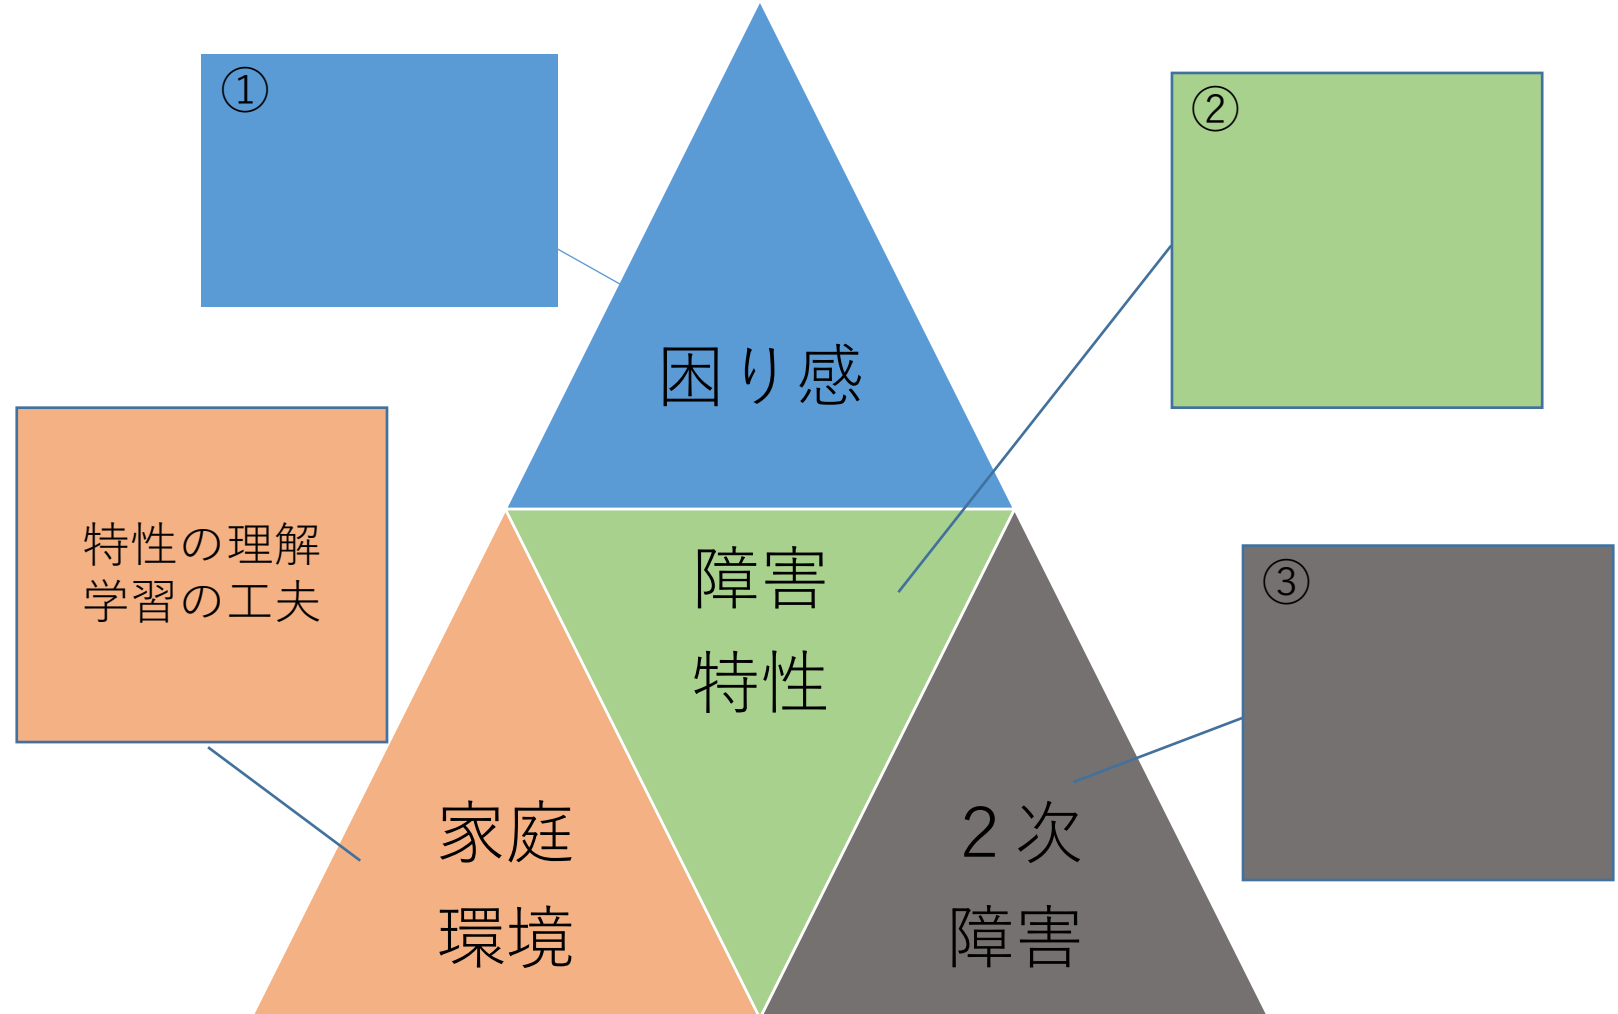 ①
②
困り感
特性の理解
学習の工夫
障害
特性
③
家庭
環境
２次
障害